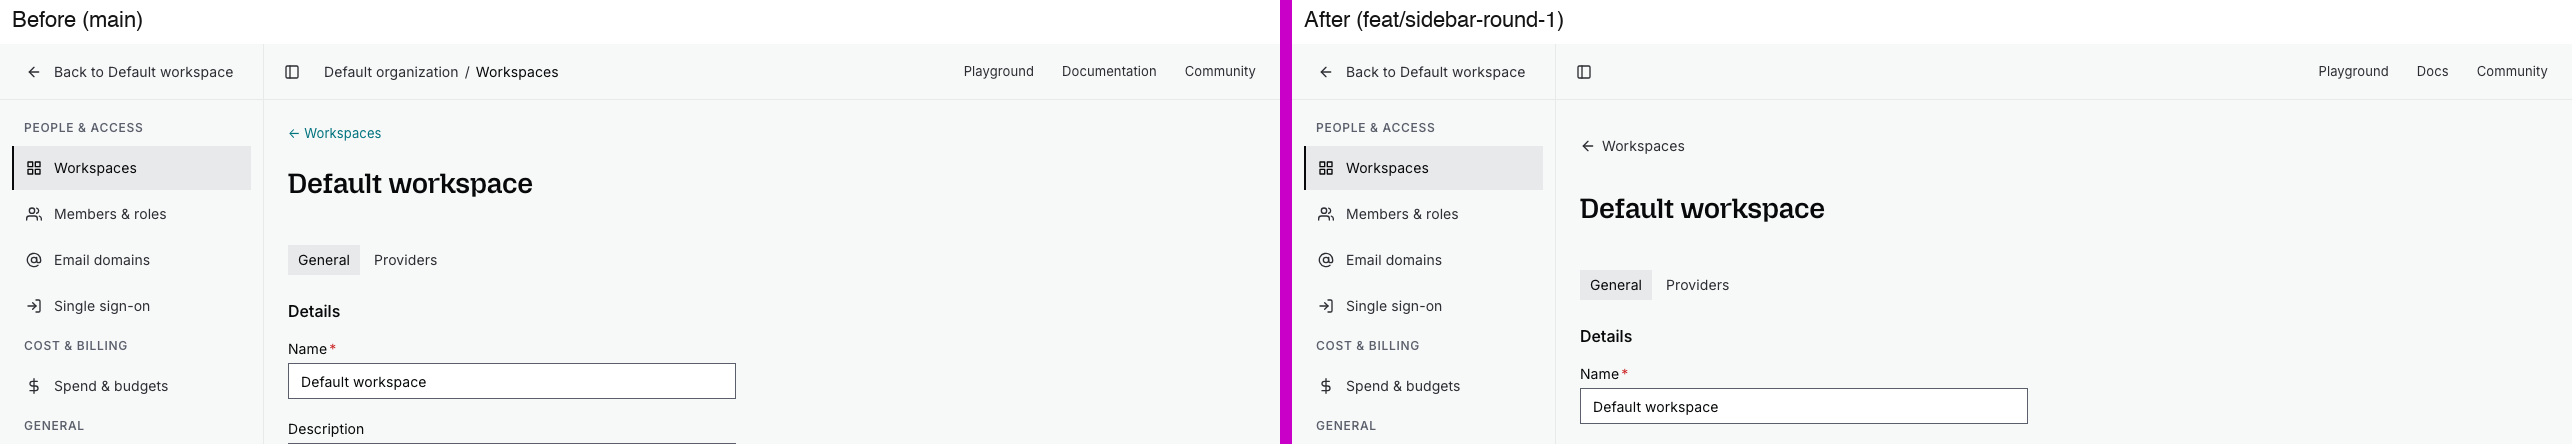 Before (main)
Back to Default workspace
Default organization / Workspaces
Playground
Documentation
Community
PEOPLE & ACCESS
Workspaces
Members & roles
Email domains
Single sign-on
COST & BILLING
Spend & budgets
GENERAL
← Workspaces
Default workspace
General
Providers
Details
Name*
Default workspace
Description
After (feat/sidebar-round-1)
Back to Default workspace
Playground
Docs
Community
PEOPLE & ACCESS
Workspaces
Members & roles
Email domains
Single sign-on
COST & BILLING
Spend & budgets
GENERAL
← Workspaces
Default workspace
General
Providers
Details
Name*
Default workspace